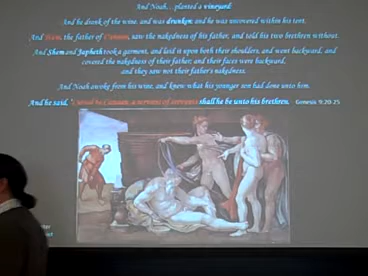 And Noah... planted a vineyard:
And he drank of the wine, and was drunken; and he was uncovered within his tent.
And Ham, the father of Canaan, saw the nakedness of his father, and told his two brethren without.
And Shem and Japheth took a garment, and laid it upon both their shoulders, and went backward, and
covered the nakedness of their father; and their faces were backward,
and they saw not their father's nakedness.
And Noah awoke from his wine, and knew what his younger son had done unto him.
And he said, "Cursed be Canaan, a servant of servants shall he be unto his brethren. Genesis 9:20-25